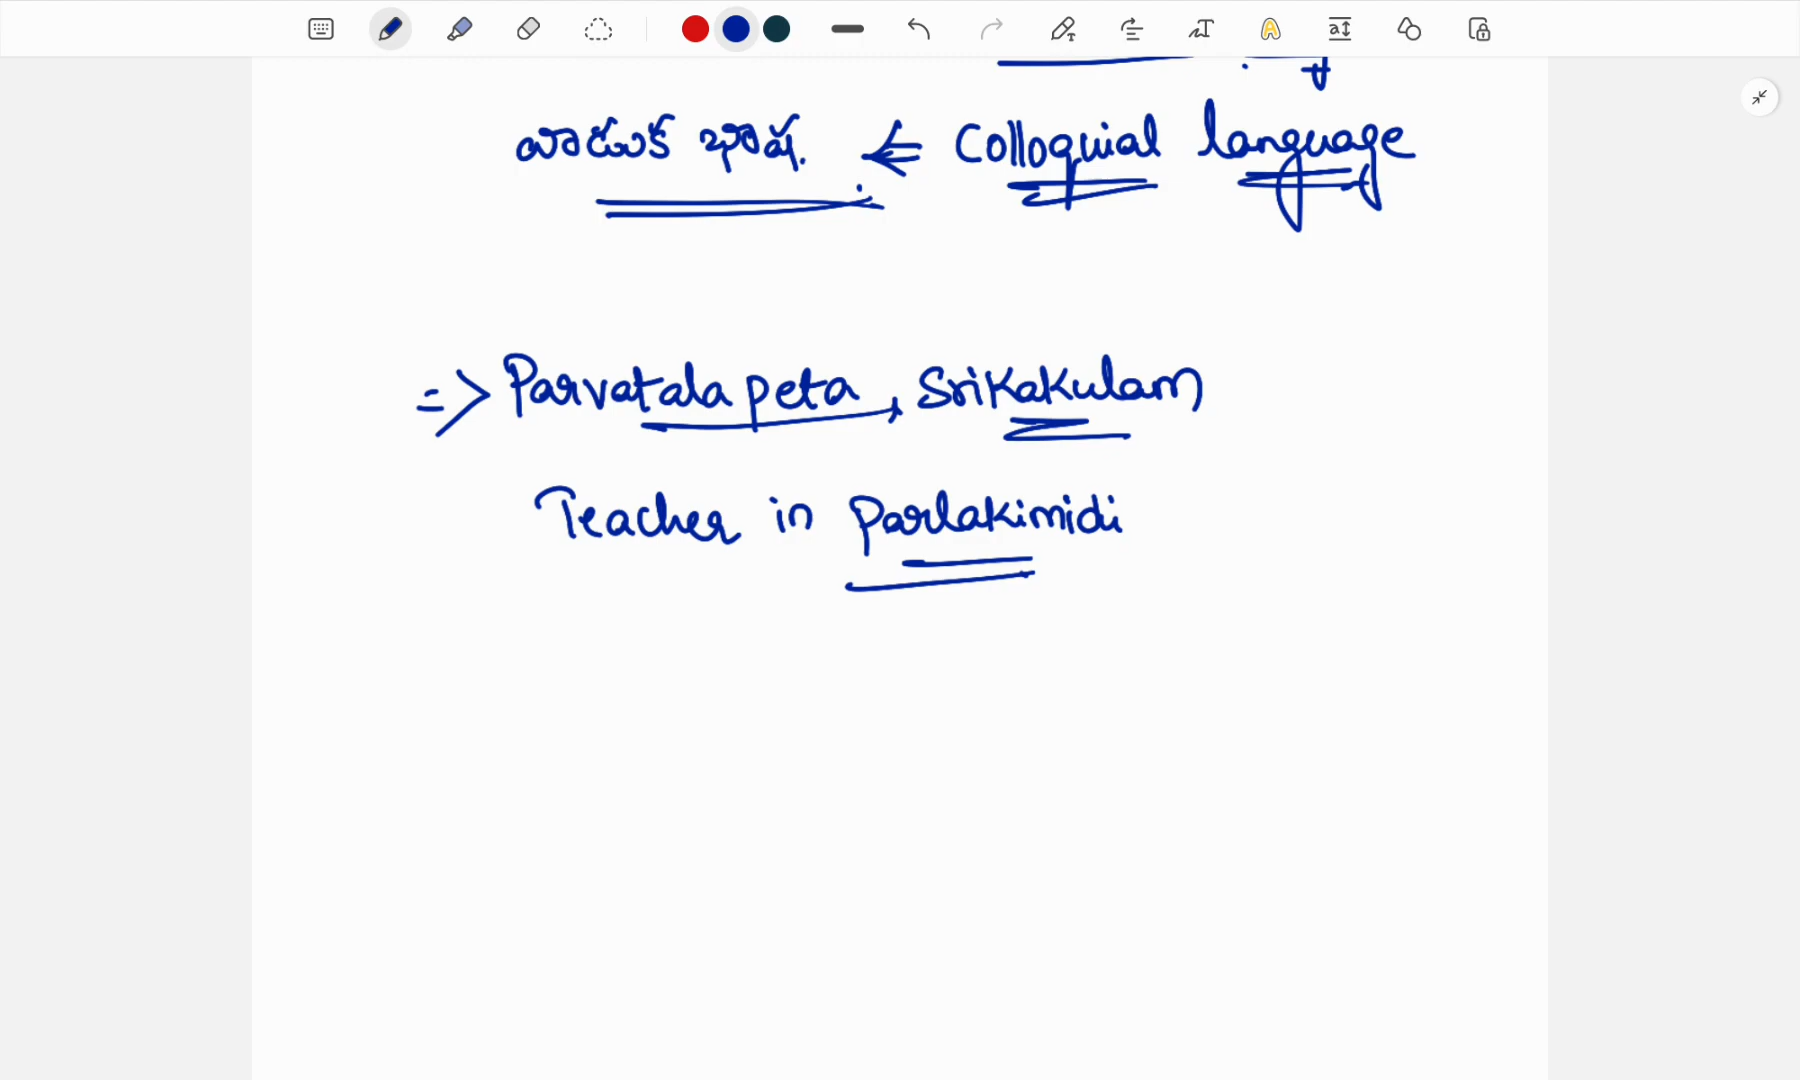 వాడుక భాష. ⇐ Colloquial language
=> Parvatala peta, Srikakulam
Teacher in Parlakimidi